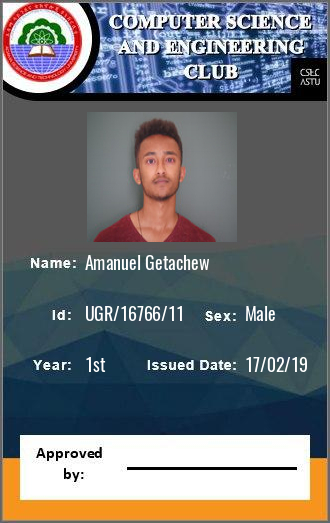 COMPUTER SCIENCE
AND ENGINEERING
CLUB
CSEC
ASTU
Name: Amanuel Getachew
Id: UGR/16766/11 Sex: Male
Year: 1st Issued Date: 17/02/19
Approved
by: